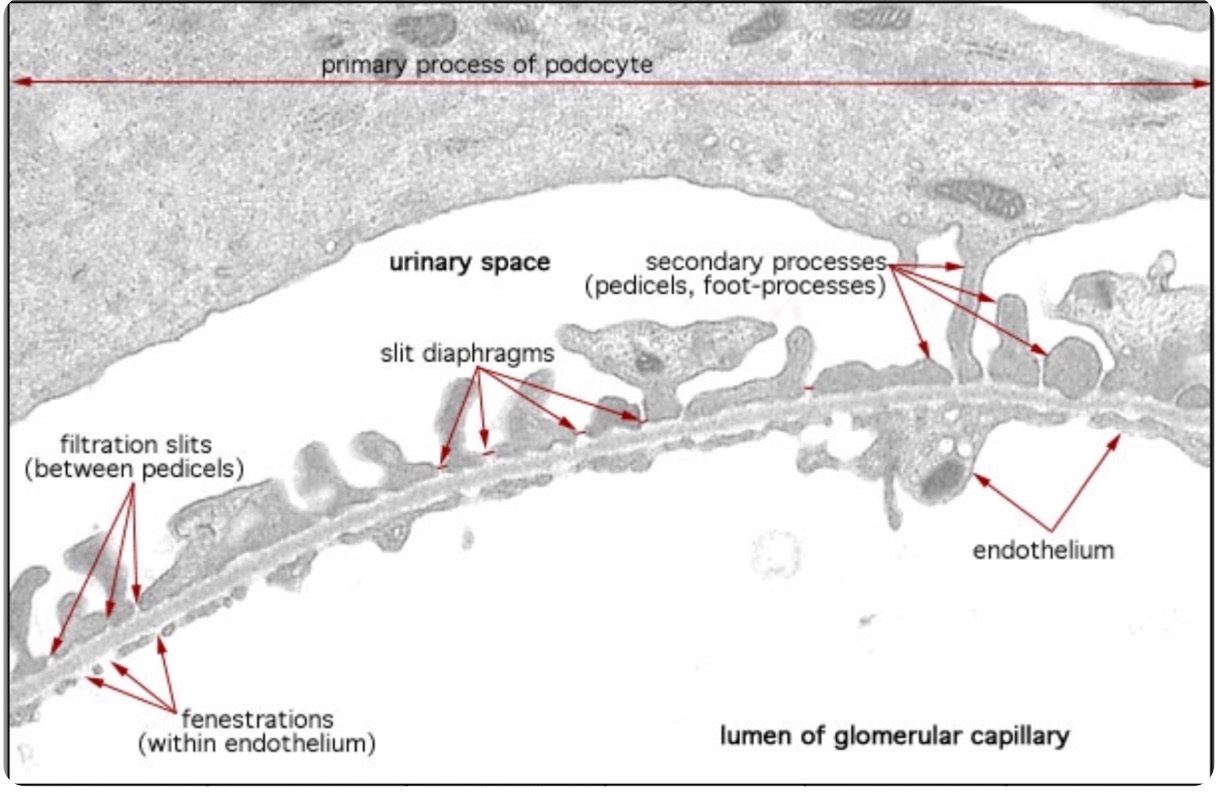 primary process of podocyte
urinary space
secondary processes
(pedicels, foot-processes)
slit diaphragms
filtration slits
(between pedicels)
endothelium
fenestrations
(within endothelium)
lumen of glomerular capillary